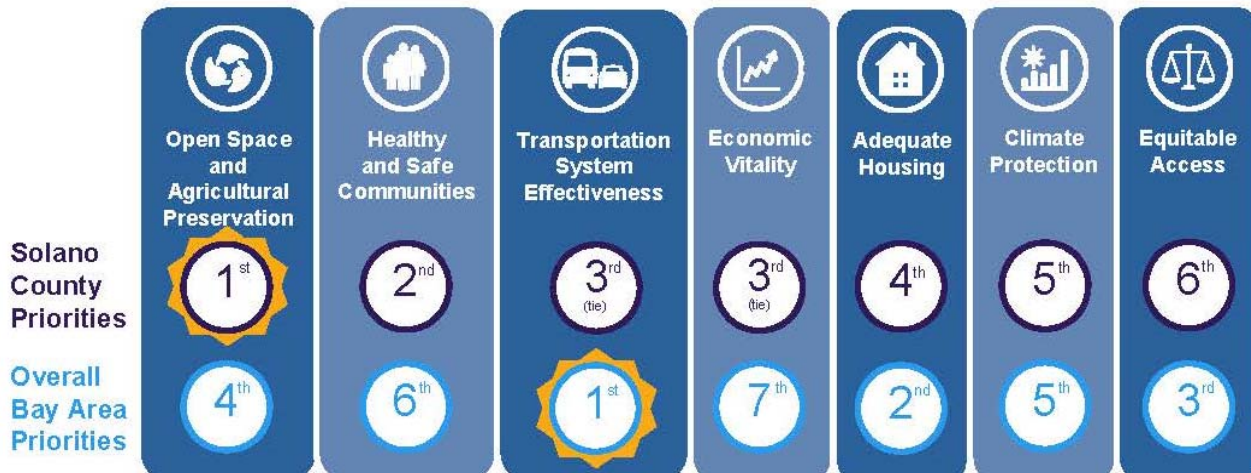 Open Space
and
Agricultural
Preservation
Healthy
and Safe
Communities
Transportation
System
Effectiveness
Economic
Vitality
Adequate
Housing
Climate
Protection
Equitable
Access
Solano
County
Priorities
1st
2nd
3rd
(tie)
3rd
(tie)
4th
5th
6th
Overall
Bay Area
Priorities
4th
6th
1st
7th
2nd
5th
3rd